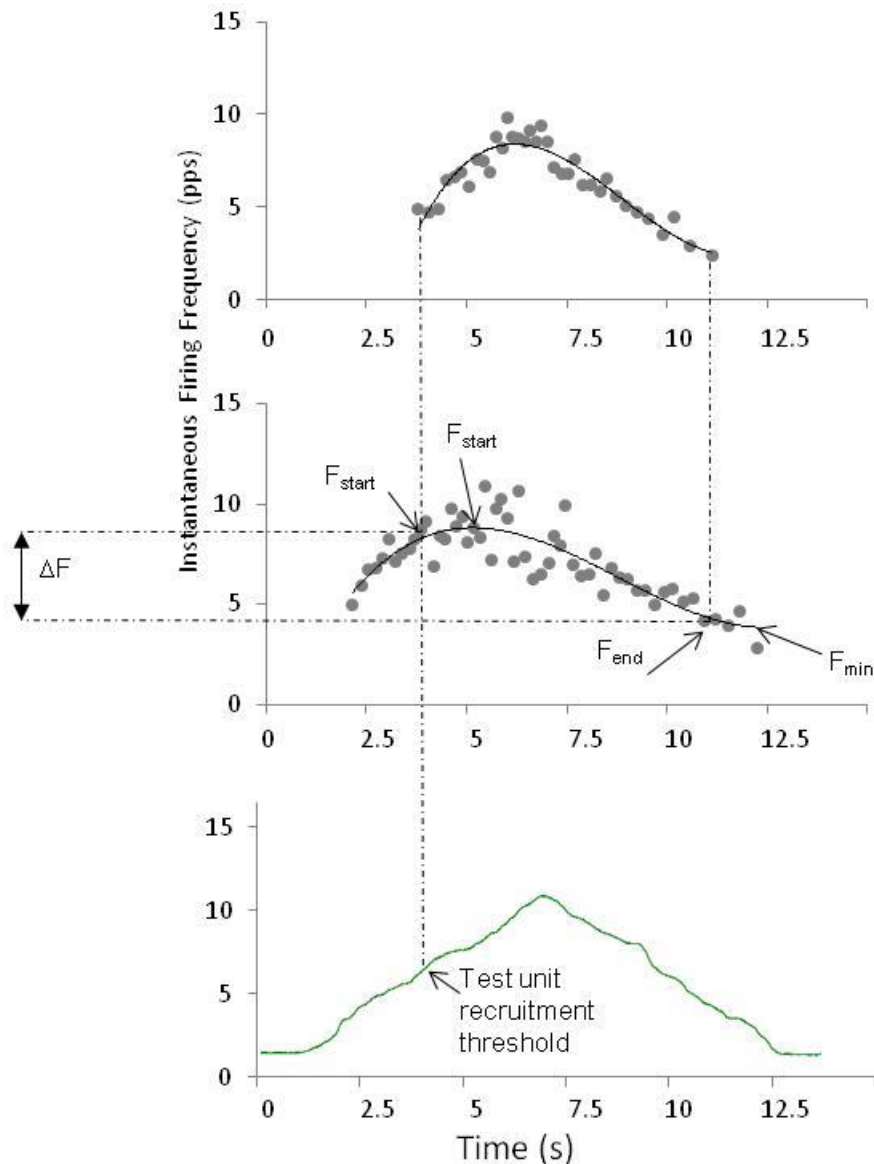 15
10
5
0
0 2.5 5 7.5 10 12.5
Instantaneous Firing Frequency (pps)
15
10
5
0
F_start
F_start
ΔF
F_end
F_min
0 2.5 5 7.5 10 12.5
15
10
5
0
Test unit
recruitment
threshold
0 2.5 5 7.5 10 12.5
Time (s)